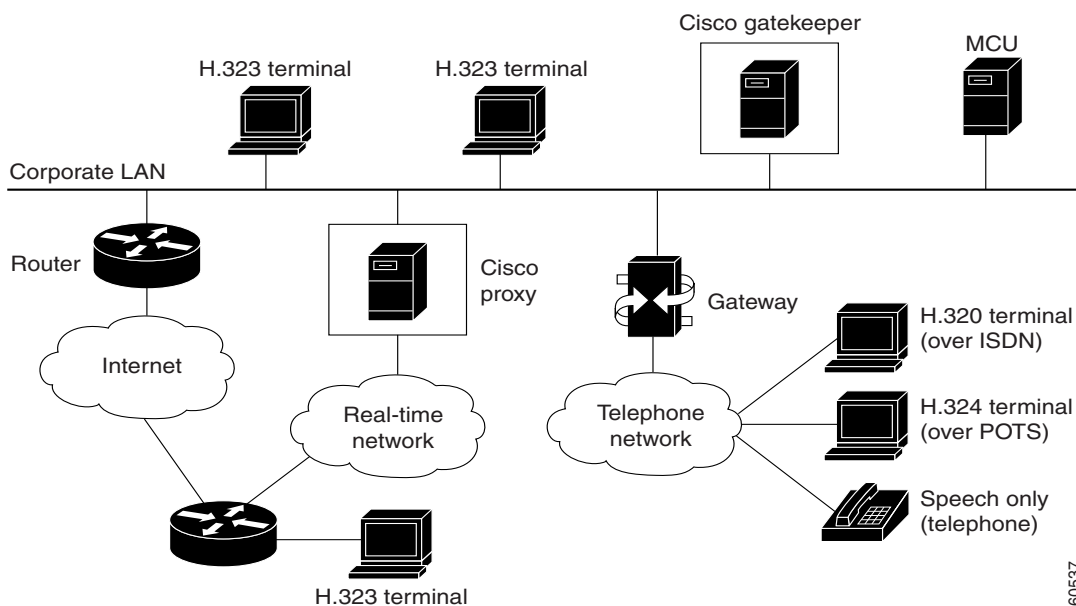 Cisco gatekeeper
MCU
H.323 terminal
H.323 terminal
Corporate LAN
Router
Cisco
proxy
Gateway
H.320 terminal
(over ISDN)
Internet
Real-time
network
Telephone
network
H.324 terminal
(over POTS)
Speech only
(telephone)
H.323 terminal
60537